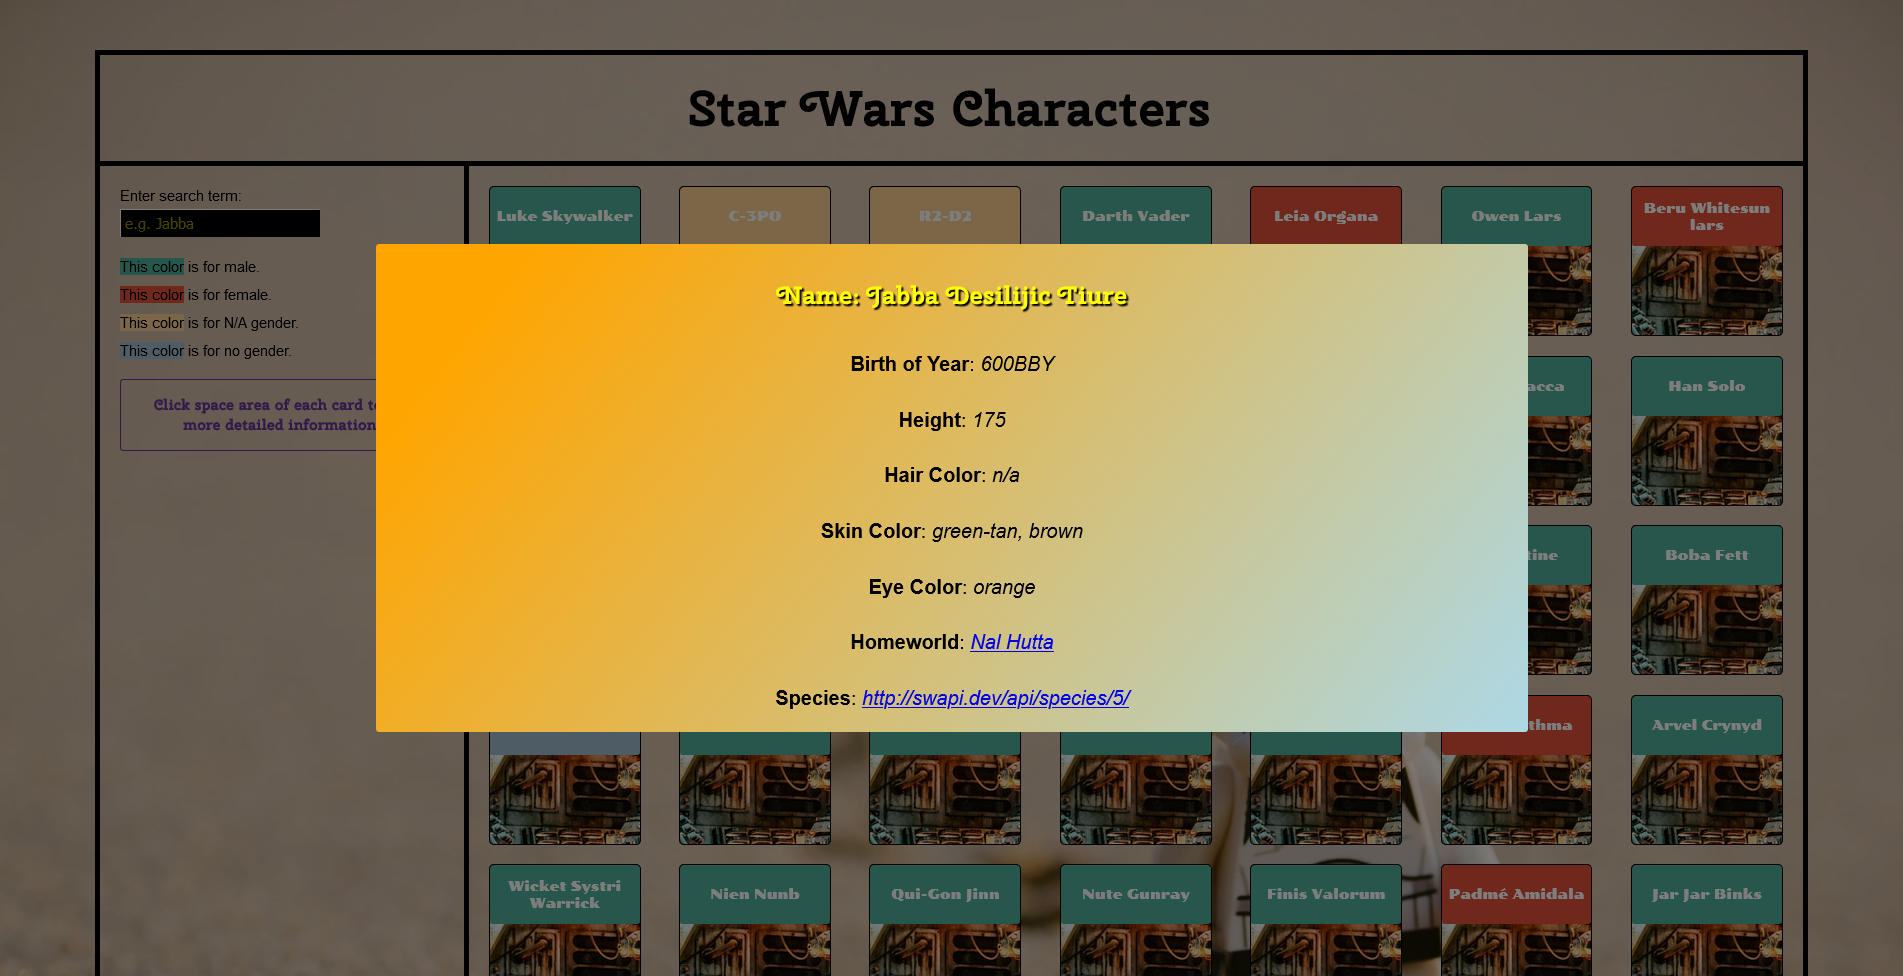 Star Wars Characters
Enter search term:
e.g. Jabba
This color is for male.
This color is for female.
This color is for N/A gender.
This color is for no gender.
Click space area of each card t
more detailed information
Luke Skywalker
C-3PO
R2-D2
Darth Vader
Leia Organa
Owen Lars
Beru Whitesun
lars
Name: Jabba Desilijic Tiure
Birth of Year: 600BBY
Height: 175
Hair Color: n/a
Skin Color: green-tan, brown
Eye Color: orange
Homeworld: Nal Hutta
Species: http://swapi.dev/api/species/5/
acca
Han Solo
tine
Boba Fett
thma
Arvel Crynyd
Wicket Systri
Warrick
Nien Nunb
Qui-Gon Jinn
Nute Gunray
Finis Valorum
Padmé Amidala
Jar Jar Binks